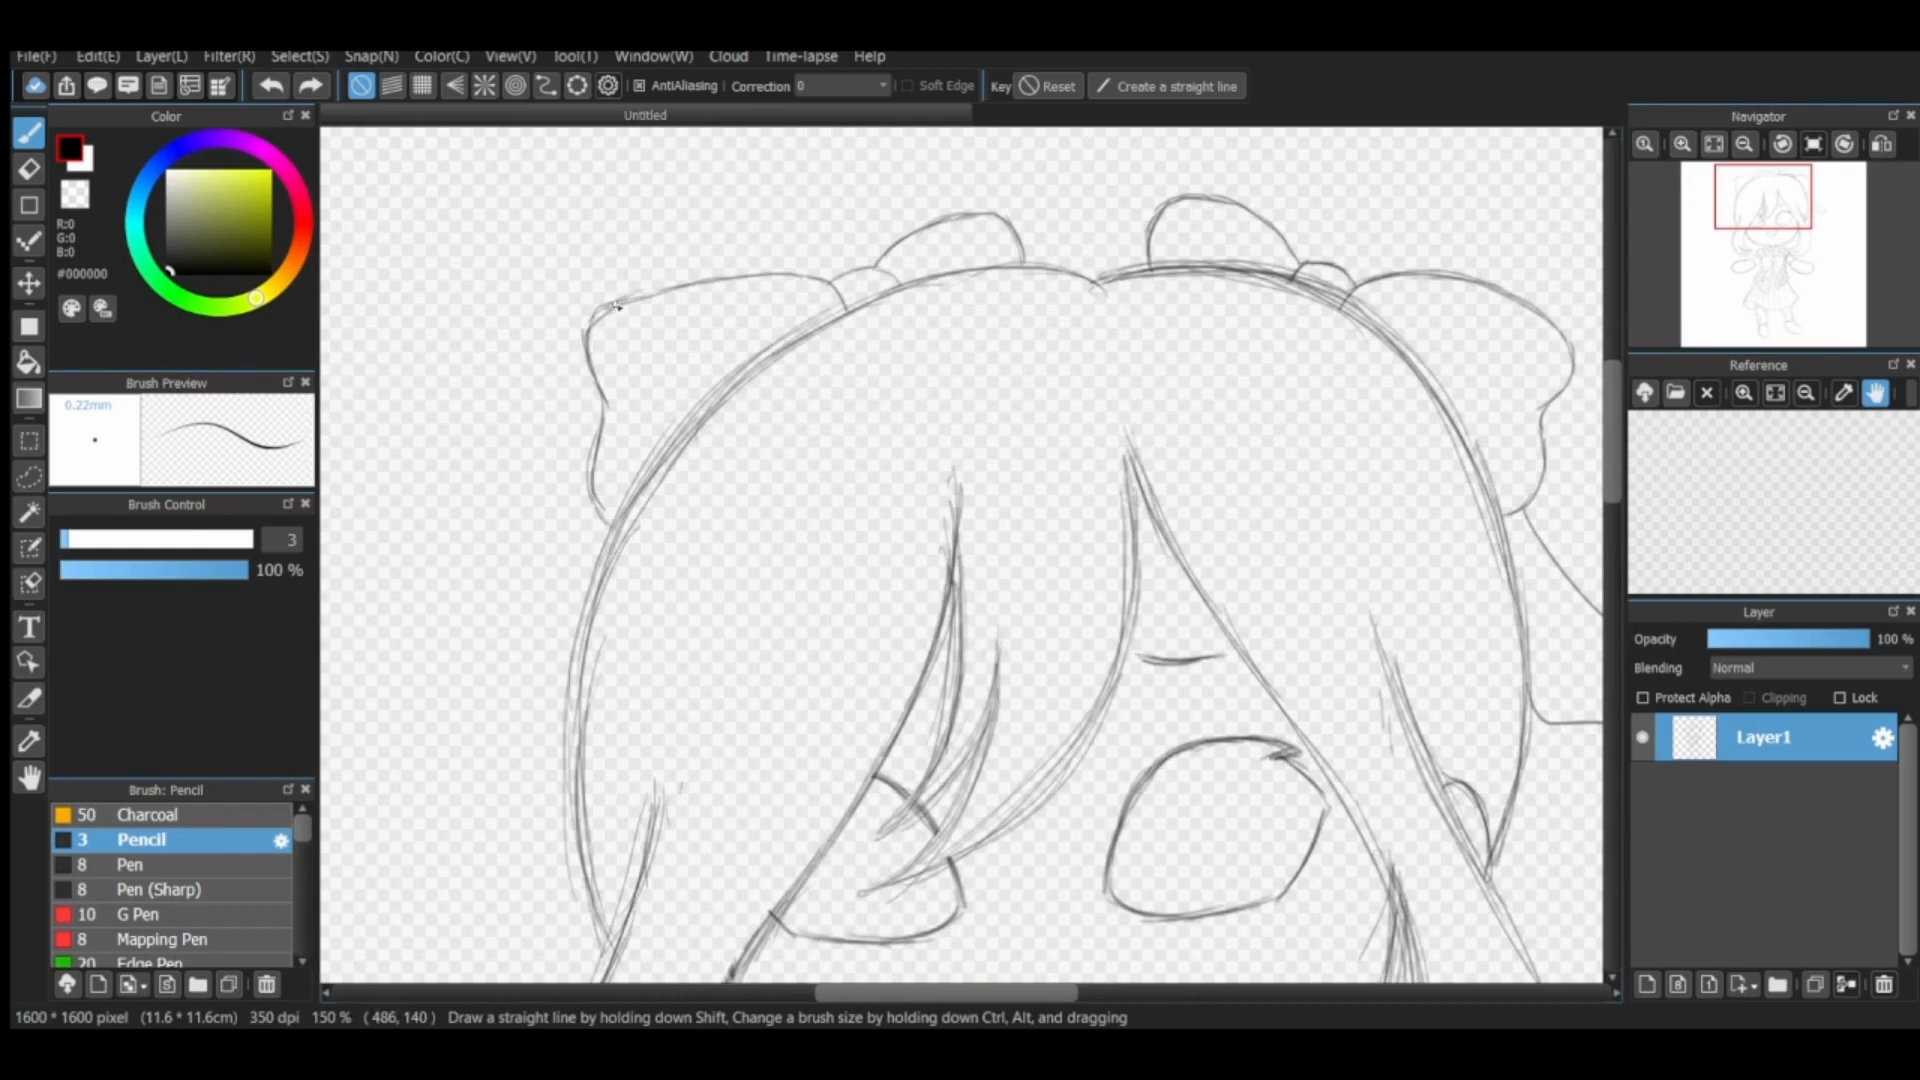 File(F) Edit(E) Layer(L) Filter(R) Select(S) Snap(N) Color(C) View(V) Tool(T) Window(W) Cloud Time-lapse Help
AntiAliasing Correction 0 Soft Edge Key Reset Create a straight line
Color
Untitled
Navigator
R:0
G:0
B:0
#000000
Reference
Brush Preview
0.22mm
Brush Control
3
100 %
Layer
Opacity 100 %
Blending Normal
Protect Alpha Clipping Lock
Layer1
Brush: Pencil
50 Charcoal
3 Pencil
8 Pen
8 Pen (Sharp)
10 G Pen
8 Mapping Pen
20 Edge Pen
1600 * 1600 pixel (11.6 * 11.6cm) 350 dpi 150 % ( 486, 140 ) Draw a straight line by holding down Shift, Change a brush size by holding down Ctrl, Alt, and dragging